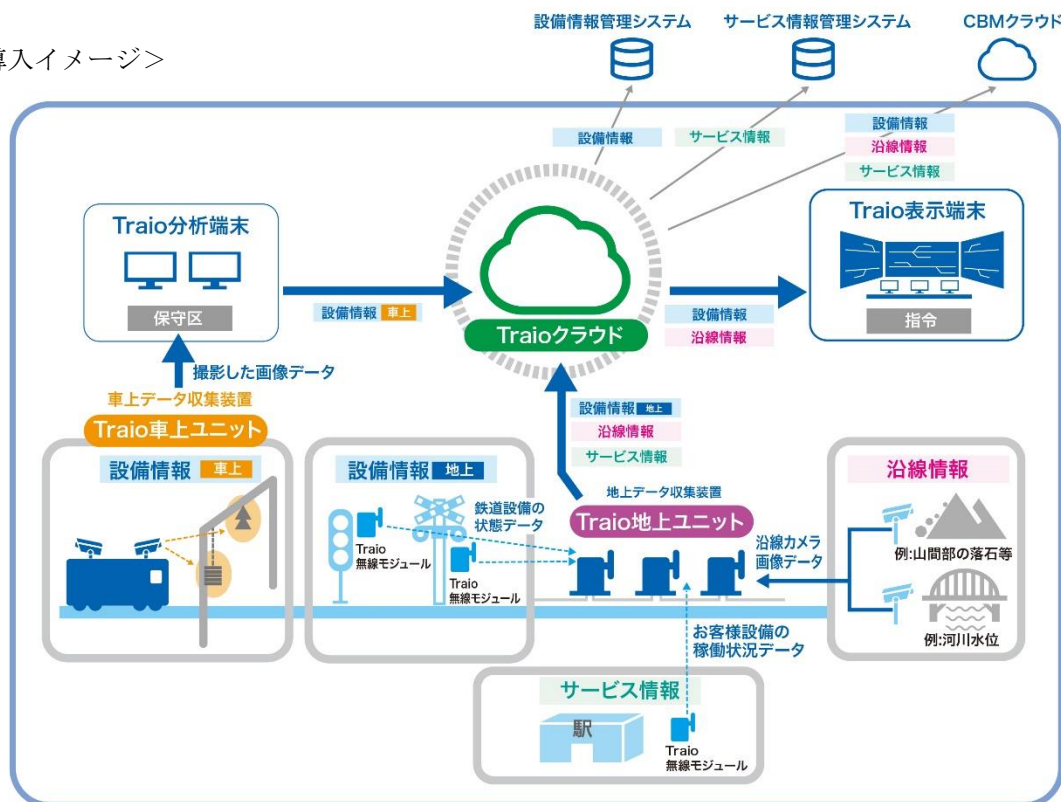 設備情報管理システム
サービス情報管理システム
CBMクラウド
導入イメージ＞
設備情報
サービス情報
設備情報
沿線情報
サービス情報
Traio分析端末
保守区
設備情報 車上
Traioクラウド
設備情報
沿線情報
Traio表示端末
指令
撮影した画像データ
車上データ収集装置
Traio車上ユニット
設備情報 車上
設備情報 地上
鉄道設備の
状態データ
Traio
無線モジュール
Traio
無線モジュール
設備情報 地上
沿線情報
サービス情報
地上データ収集装置
Traio地上ユニット
沿線カメラ
画像データ
沿線情報
例:山間部の落石等
例:河川水位
お客様設備の
稼働状況データ
サービス情報
駅
Traio
無線モジュール